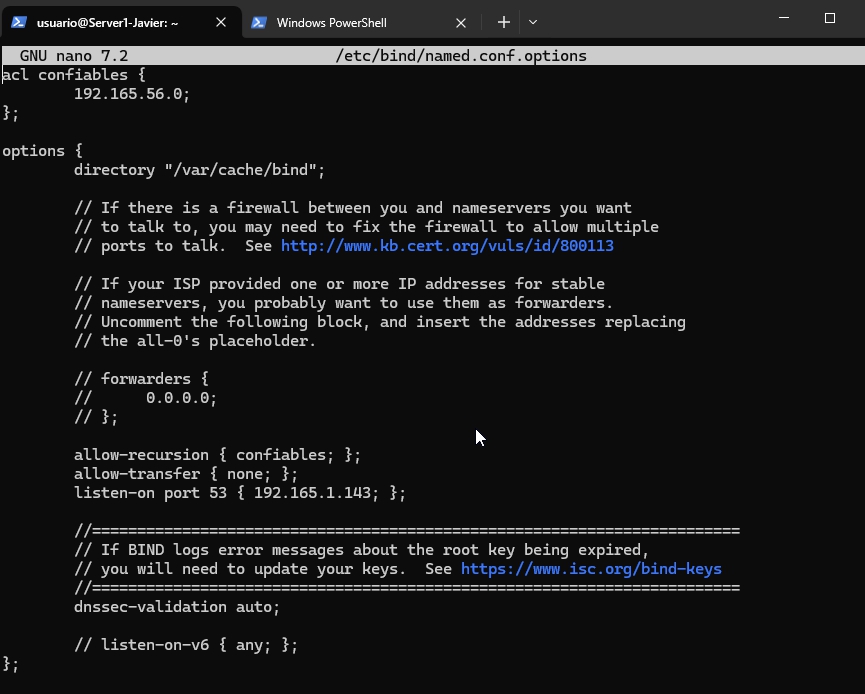 usuario@Server1-Javier: ~
Windows PowerShell
GNU nano 7.2 /etc/bind/named.conf.options
acl confiables {
192.165.56.0;
};
options {
directory "/var/cache/bind";
// If there is a firewall between you and nameservers you want
// to talk to, you may need to fix the firewall to allow multiple
// ports to talk.  See http://www.kb.cert.org/vuls/id/800113
// If your ISP provided one or more IP addresses for stable
// nameservers, you probably want to use them as forwarders.
// Uncomment the following block, and insert the addresses replacing
// the all-0's placeholder.
// forwarders {
//      0.0.0.0;
// };
allow-recursion { confiables; };
allow-transfer { none; };
listen-on port 53 { 192.165.1.143; };
//========================================================================
// If BIND logs error messages about the root key being expired,
// you will need to update your keys.  See https://www.isc.org/bind-keys
//========================================================================
dnssec-validation auto;
// listen-on-v6 { any; };
};